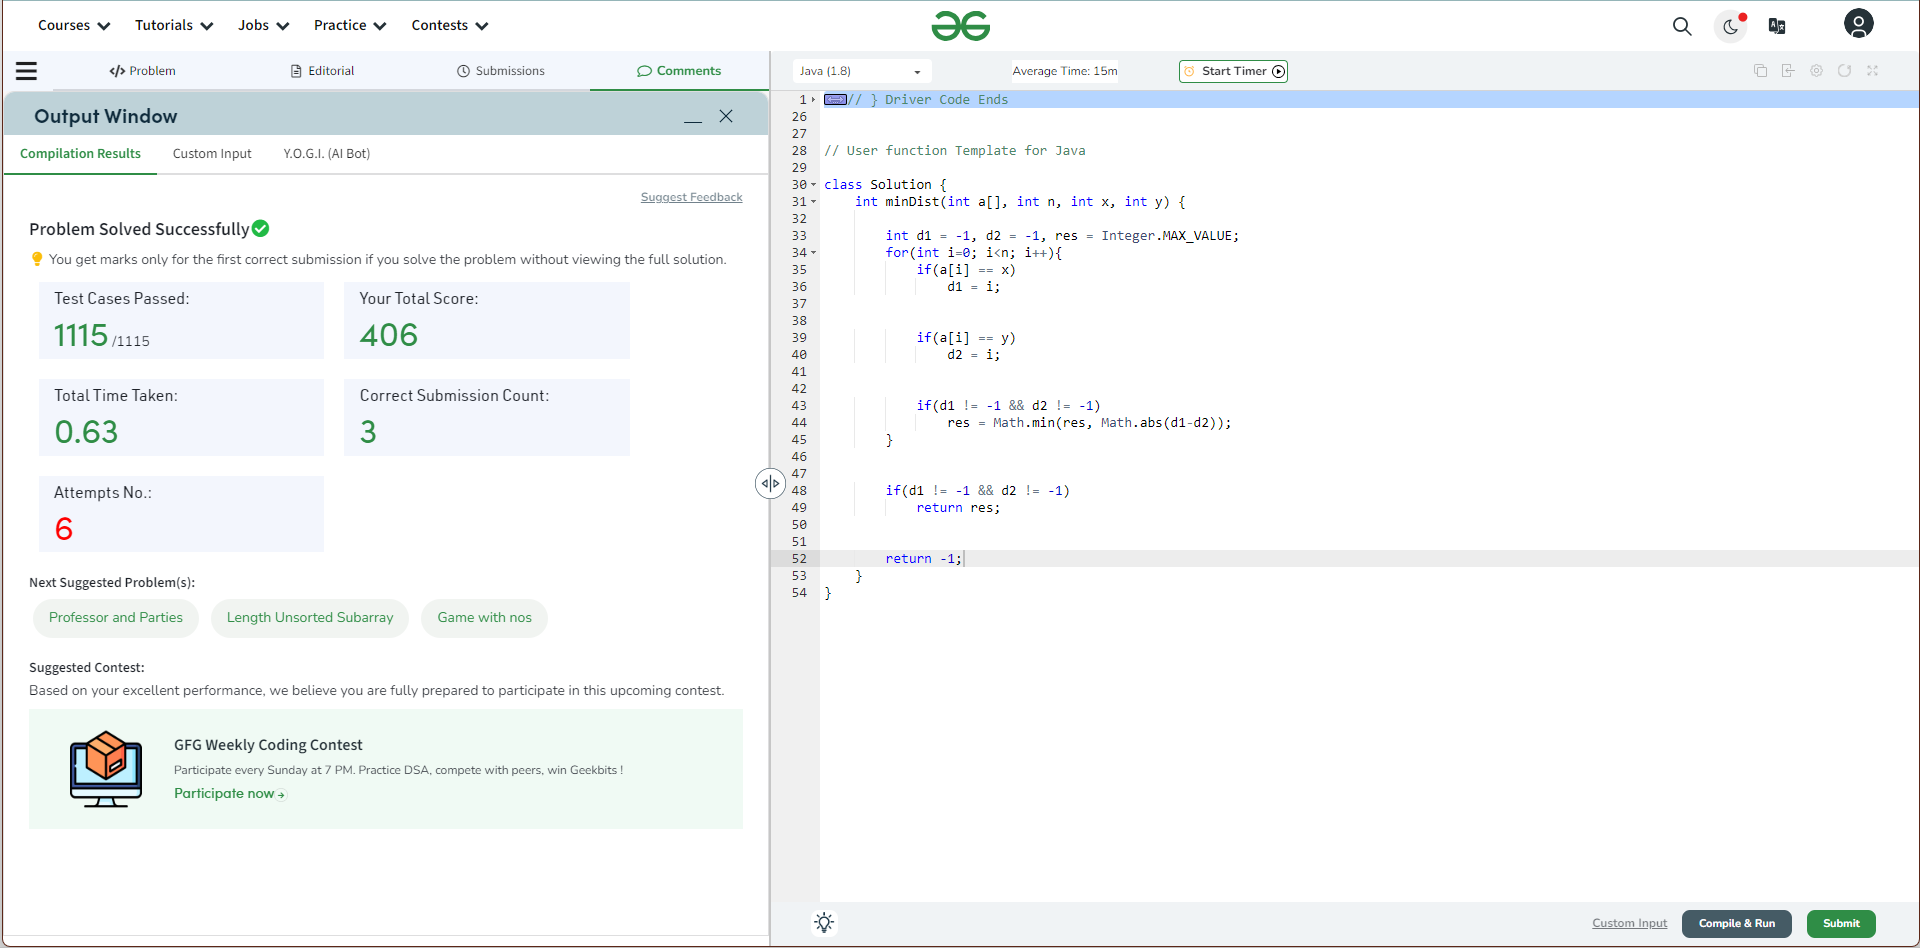 Courses Tutorials Jobs Practice Contests
Problem Editorial Submissions Comments
Output Window
Compilation Results Custom Input Y.O.G.I. (AI Bot)
Suggest Feedback
Problem Solved Successfully
You get marks only for the first correct submission if you solve the problem without viewing the full solution.
Test Cases Passed:
1115 /1115
Your Total Score:
406
Total Time Taken:
0.63
Correct Submission Count:
3
Attempts No.:
6
Next Suggested Problem(s):
Professor and Parties Length Unsorted Subarray Game with nos
Suggested Contest:
Based on your excellent performance, we believe you are fully prepared to participate in this upcoming contest.
GFG Weekly Coding Contest
Participate every Sunday at 7 PM. Practice DSA, compete with peers, win Geekbits !
Participate now
Java (1.8) Average Time: 15m Start Timer
1 // } Driver Code Ends
26
27
28 // User function Template for Java
29
30 class Solution {
31 int minDist(int a[], int n, int x, int y) {
32
33 int d1 = -1, d2 = -1, res = Integer.MAX_VALUE;
34 for(int i=0; i<n; i++){
35 if(a[i] == x)
36 d1 = i;
37
38
39 if(a[i] == y)
40 d2 = i;
41
42
43 if(d1 != -1 && d2 != -1)
44 res = Math.min(res, Math.abs(d1-d2));
45 }
46
47
48 if(d1 != -1 && d2 != -1)
49 return res;
50
51
52 return -1;
53 }
54 }
Custom Input Compile & Run Submit